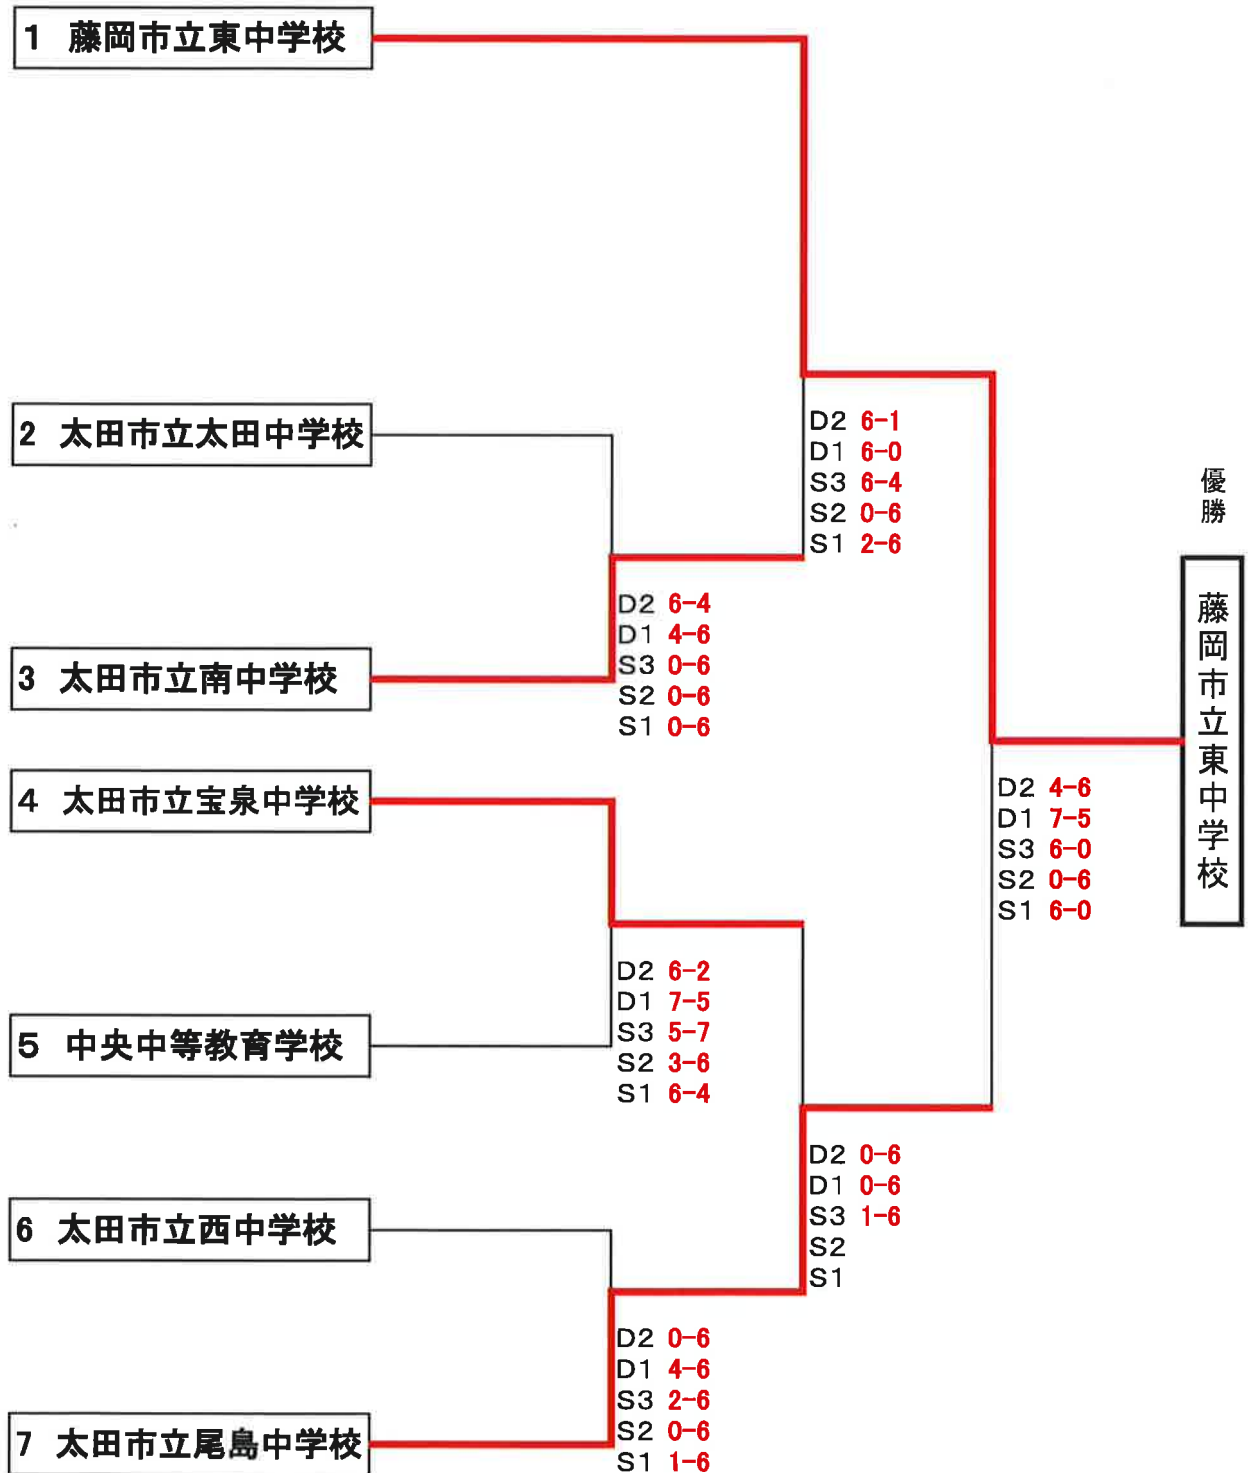 1 藤岡市立東中学校
2 太田市立太田中学校
D2 6-1
D1 6-0
S3 6-4
S2 0-6
S1 2-6
優勝
藤岡市立東中学校
D2 6-4
D1 4-6
S3 0-6
S2 0-6
S1 0-6
3 太田市立南中学校
4 太田市立宝泉中学校
D2 4-6
D1 7-5
S3 6-0
S2 0-6
S1 6-0
D2 6-2
D1 7-5
S3 5-7
S2 3-6
S1 6-4
5 中央中等教育学校
D2 0-6
D1 0-6
S3 1-6
S2
S1
6 太田市立西中学校
D2 0-6
D1 4-6
S3 2-6
S2 0-6
S1 1-6
7 太田市立尾島中学校